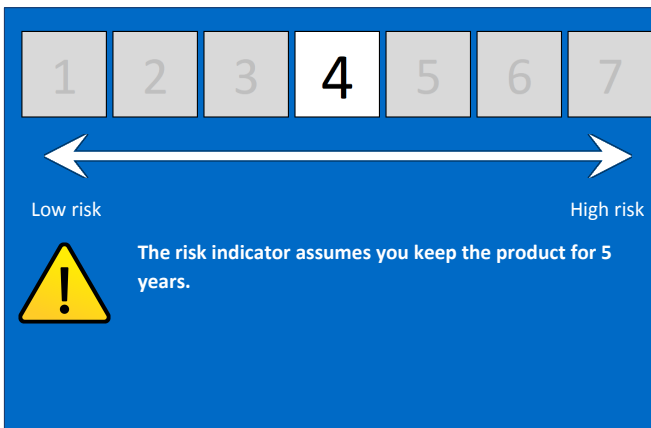 1 2 3 4 5 6 7
Low risk High risk
!
The risk indicator assumes you keep the product for 5
years.